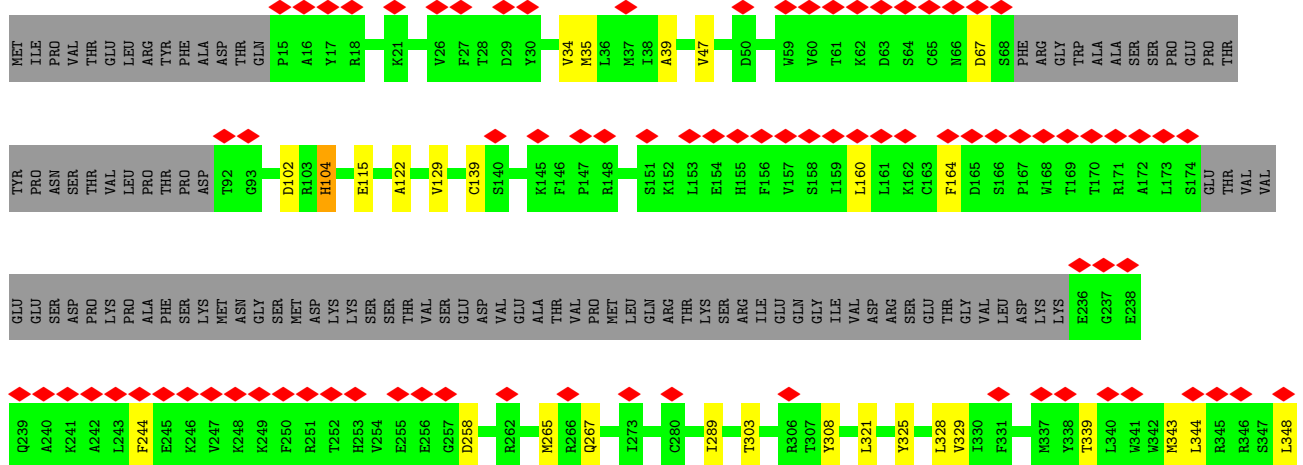 MET ILE PRO VAL THR GLU LEU ARG TYR PHE ALA ASP THR GLN P15 A16 Y17 R18 K21 V26 F27 T28 D29 Y30 V34 M35 L36 M37 I38 A39 V47 D50 W59 V60 T61 K62 D63 S64 C65 N66 D67 S68 PHE ARG GLY TRP ALA ALA SER SER PRO GLU PRO THR
TYR PRO ASN SER THR VAL LEU PRO THR PRO ASP T92 G93 D102 R103 H104 E115 A122 V129 C139 S140 K145 F146 P147 R148 S151 K152 L153 E154 H155 F156 V157 S158 I159 L160 L161 K162 C163 F164 D165 S166 P167 W168 T169 T170 R171 A172 L173 S174 GLU THR VAL VAL
GLU GLU SER ASP PRO LYS PRO ALA PHE SER LYS MET ASN GLY SER MET ASP LYS LYS SER SER THR VAL SER GLU ASP VAL GLU ALA THR VAL PRO MET LEU GLN ARG THR LYS SER ARG ILE GLU GLN GLY ILE VAL ASP ARG SER GLU THR GLY VAL LEU ASP LYS LYS E236 G237 E238
Q239 A240 K241 A242 L243 F244 E245 K246 V247 K248 K249 F250 R251 T252 H253 V254 E255 E256 G257 D258 R262 M265 R266 Q267 I273 C280 I289 T303 R306 T307 Y308 L321 Y325 L328 V329 I330 F331 M337 Y338 T339 L340 W341 W342 M343 L344 R345 R346 S347 L348